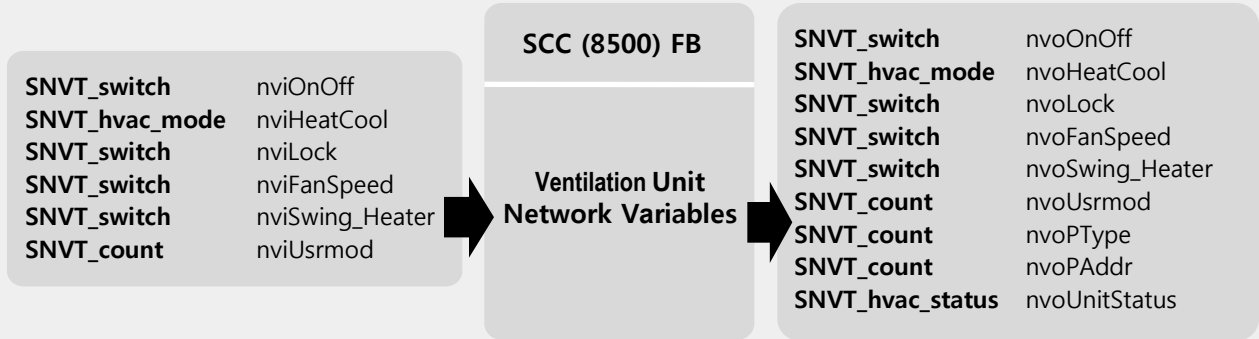 SNVT_switch nviOnOff
SNVT_hvac_mode nviHeatCool
SNVT_switch nviLock
SNVT_switch nviFanSpeed
SNVT_switch nviSwing_Heater
SNVT_count nviUsrmod
SCC (8500) FB
Ventilation Unit
Network Variables
SNVT_switch nvoOnOff
SNVT_hvac_mode nvoHeatCool
SNVT_switch nvoLock
SNVT_switch nvoFanSpeed
SNVT_switch nvoSwing_Heater
SNVT_count nvoUsrmod
SNVT_count nvoPType
SNVT_count nvoPAddr
SNVT_hvac_status nvoUnitStatus